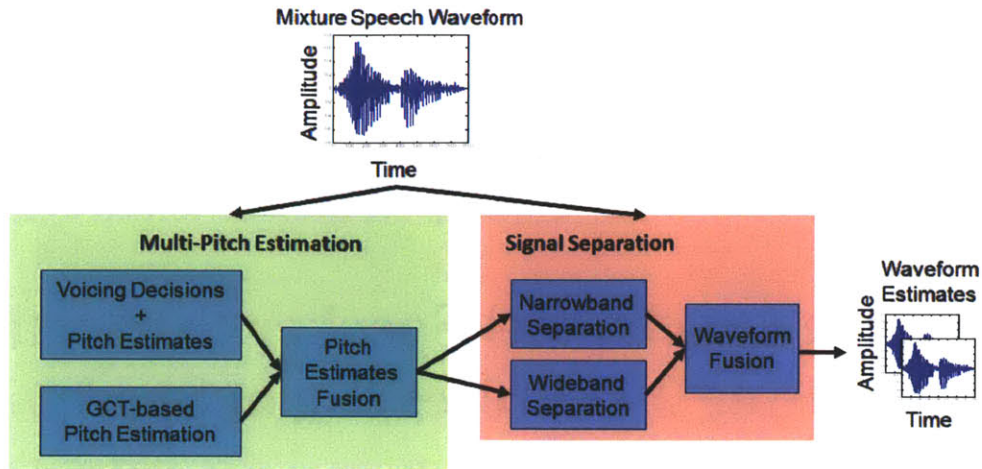 Mixture Speech Waveform
Amplitude
Time
Multi-Pitch Estimation
Voicing Decisions
+
Pitch Estimates
GCT-based
Pitch Estimation
Pitch
Estimates
Fusion
Signal Separation
Narrowband
Separation
Wideband
Separation
Waveform
Fusion
Waveform
Estimates
Amplitude
Time